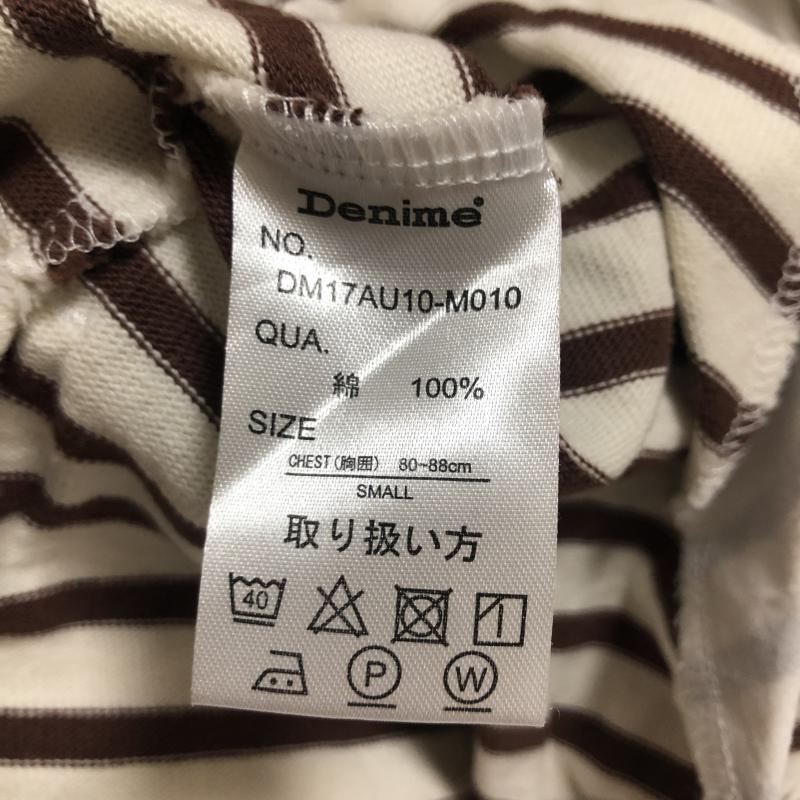 Denime
NO.
DM17AU10-M010
QUA.
綿 100%
SIZE
CHEST(胸囲) 80~88cm
SMALL
取り扱い方
40
P W